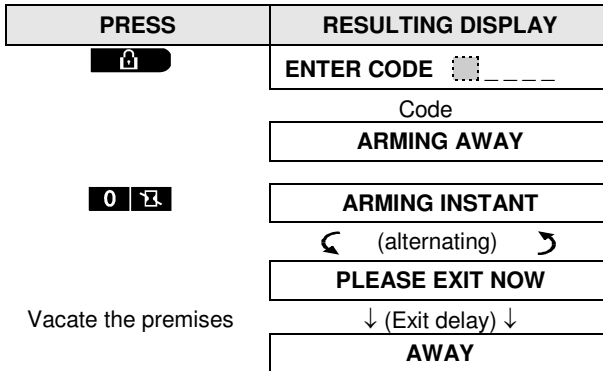 PRESS RESULTING DISPLAY
ENTER CODE _ _ _ _
Code
ARMING AWAY
0 ARMING INSTANT
(alternating)
PLEASE EXIT NOW
Vacate the premises ↓ (Exit delay) ↓
AWAY